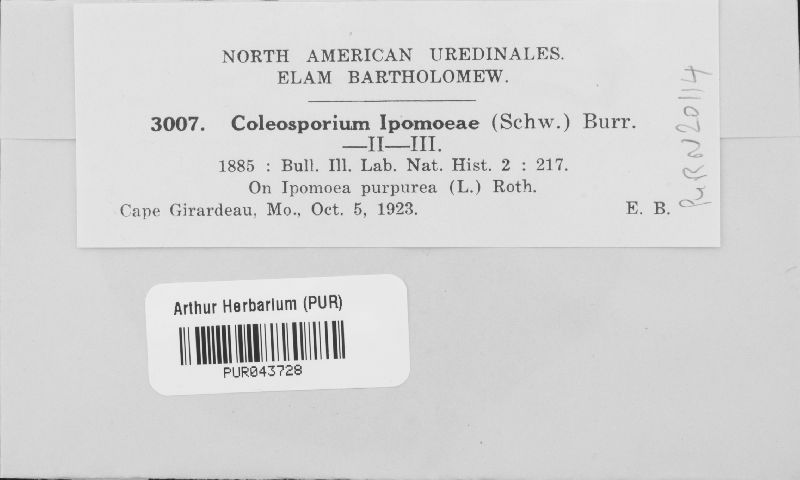 NORTH AMERICAN UREDINALES.
ELAM BARTHOLOMEW.
3007. Coleosporium Ipomoeae (Schw.) Burr.
—II—III.
1885 : Bull. Ill. Lab. Nat. Hist. 2 : 217.
On Ipomoea purpurea (L.) Roth.
Cape Girardeau, Mo., Oct. 5, 1923. E. B.
PUR N20114
Arthur Herbarium (PUR)
PUR043728